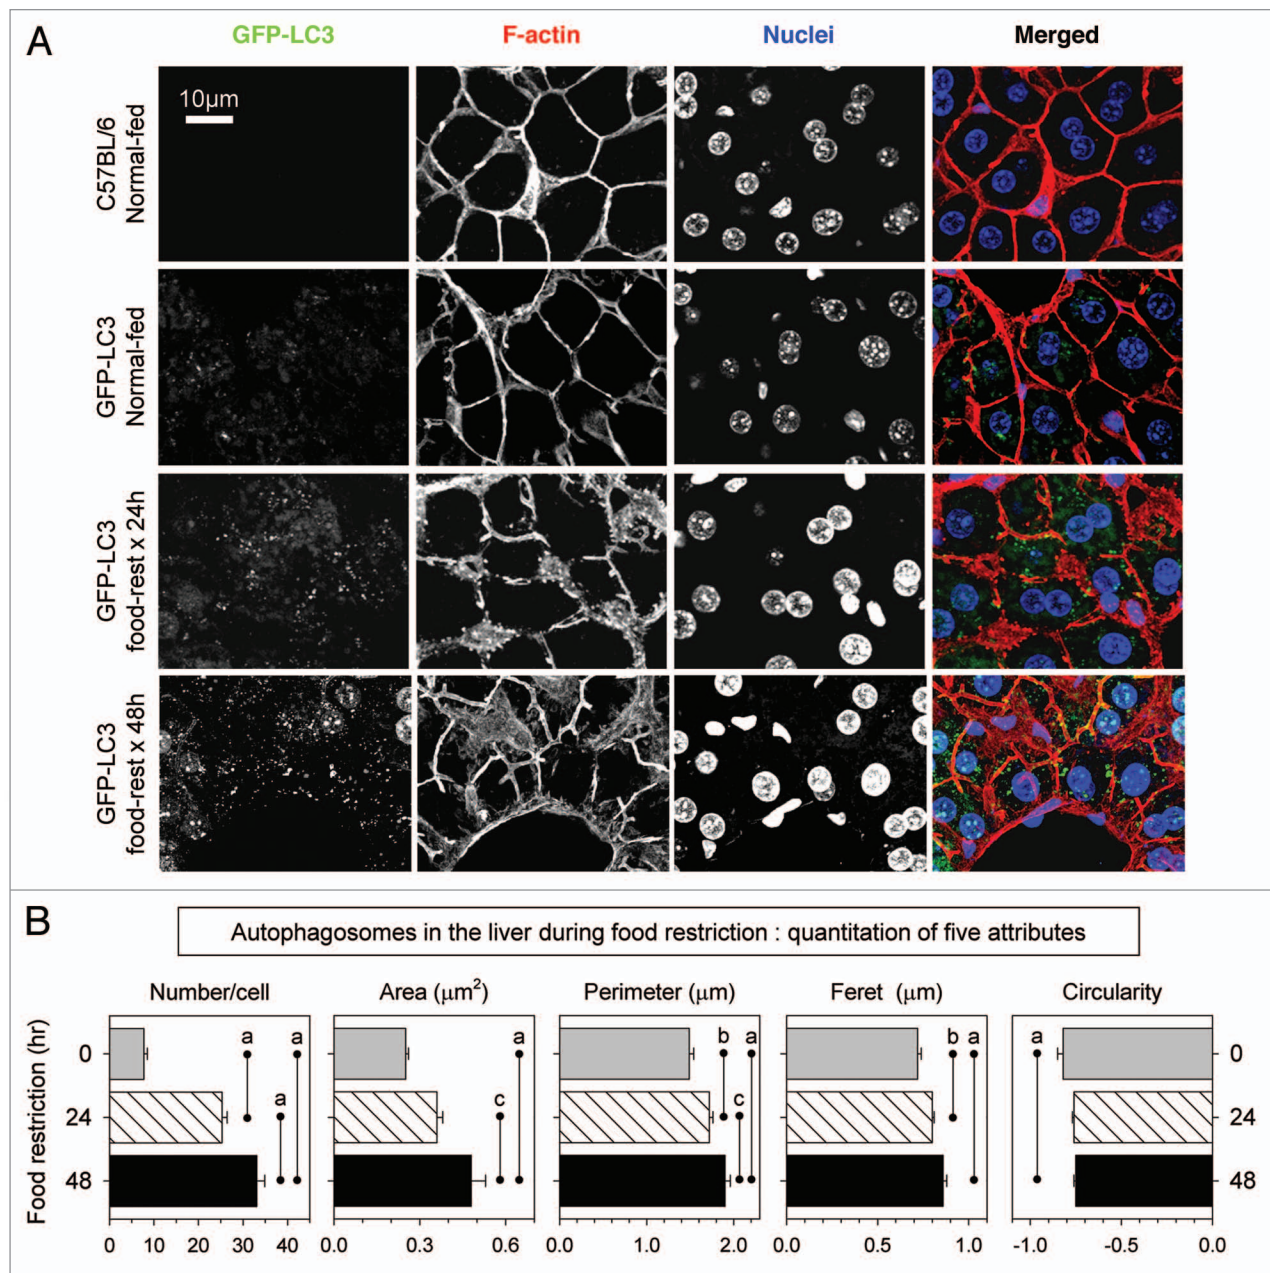 A
GFP-LC3 F-actin Nuclei Merged
C57BL/6
Normal-fed
10μm
GFP-LC3
Normal-fed
GFP-LC3
food-rest x 24h
GFP-LC3
food-rest x 48h
B
Autophagosomes in the liver during food restriction : quantitation of five attributes
Number/cell Area (μm²) Perimeter (μm) Feret (μm) Circularity
Food restriction (hr)
0 a a a b a b a a 0
24 a c c 24
48 48
0 10 20 30 40 0.0 0.3 0.6 0.0 1.0 2.0 0.0 0.5 1.0 -1.0 -0.5 0.0